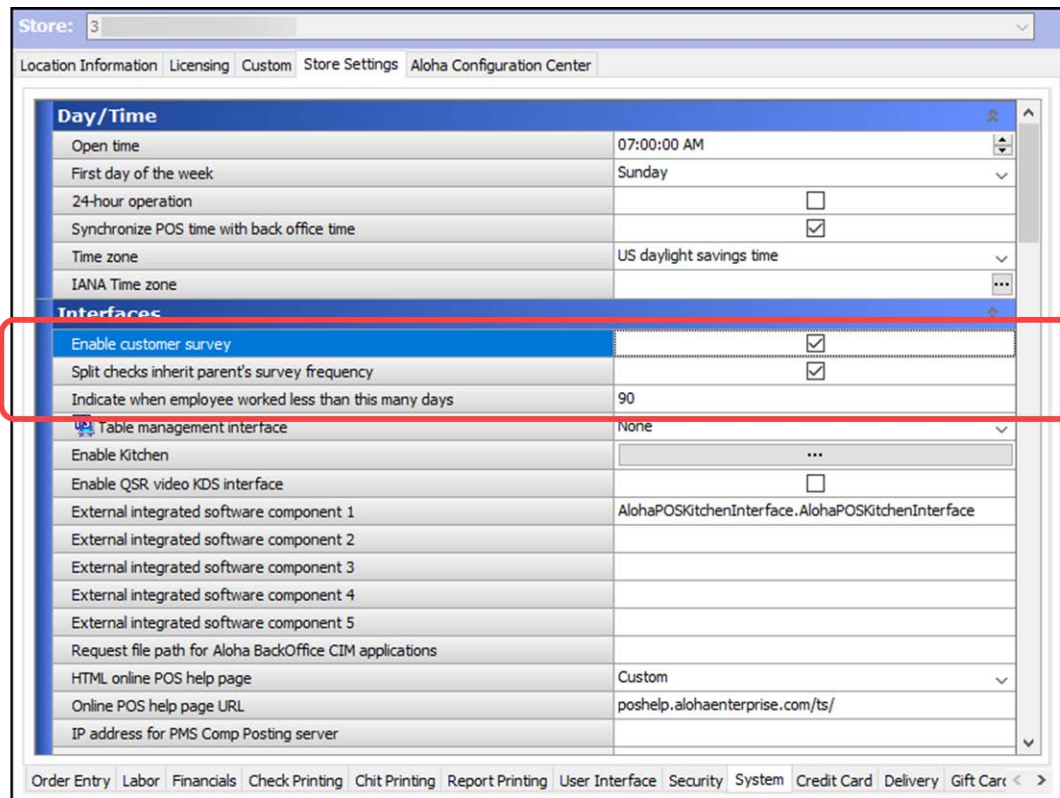 Store: 3
Location Information Licensing Custom Store Settings Aloha Configuration Center
Day/Time
Open time 07:00:00 AM
First day of the week Sunday
24-hour operation
Synchronize POS time with back office time
Time zone US daylight savings time
IANA Time zone ...
Interfaces
Enable customer survey
Split checks inherit parent's survey frequency
Indicate when employee worked less than this many days 90
Table management interface None
Enable Kitchen ...
Enable QSR video KDS interface
External integrated software component 1 AlohaPOSKitchenInterface.AlohaPOSKitchenInterface
External integrated software component 2
External integrated software component 3
External integrated software component 4
External integrated software component 5
Request file path for Aloha BackOffice CIM applications
HTML online POS help page Custom
Online POS help page URL poshelp.alohaenterprise.com/ts/
IP address for PMS Comp Posting server
Order Entry Labor Financials Check Printing Chit Printing Report Printing User Interface Security System Credit Card Delivery Gift Card